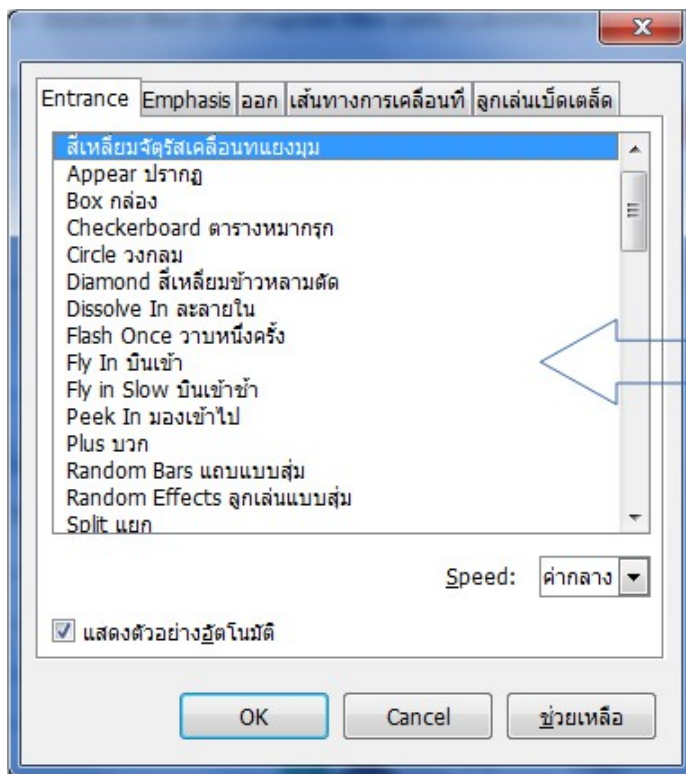 Entrance Emphasis ออก เส้นทางการเคลื่อนที่ ลูกเล่นเบ็ดเตล็ด
สี่เหลี่ยมจัตุรัสเคลื่อนทแยงมุม
Appear ปรากฏ
Box กล่อง
Checkerboard ตารางหมากรุก
Circle วงกลม
Diamond สี่เหลี่ยมข้าวหลามตัด
Dissolve In ละลายใน
Flash Once วาบหนึ่งครั้ง
Fly In บินเข้า
Fly in Slow บินเข้าช้า
Peek In มองเข้าไป
Plus บวก
Random Bars แถบแบบสุ่ม
Random Effects ลูกเล่นแบบสุ่ม
Split แยก
Speed: ค่ากลาง
แสดงตัวอย่างอัตโนมัติ
OK Cancel ช่วยเหลือ